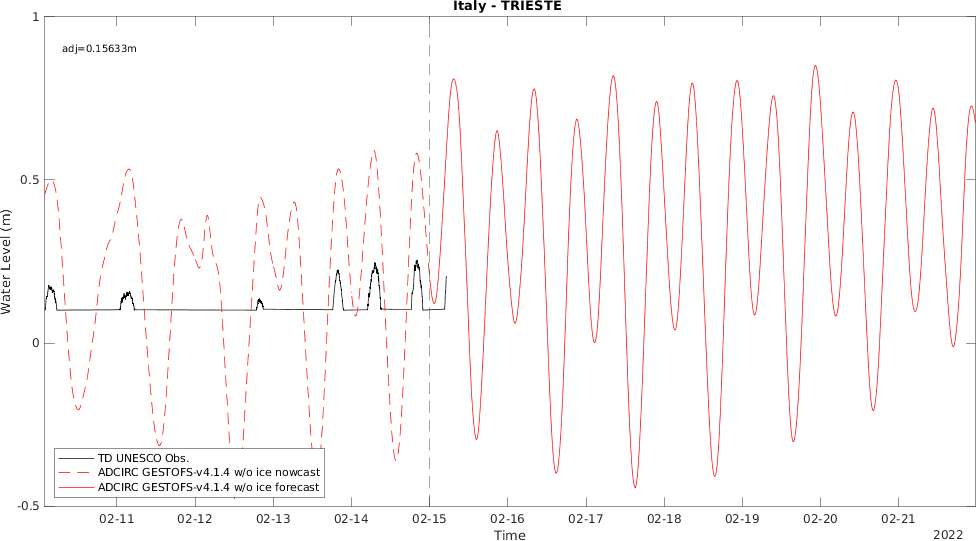 Italy - TRIESTE
adj=0.15633m
1
0.5
0
-0.5
Water Level (m)
TD UNESCO Obs.
ADCIRC GESTOFS-v4.1.4 w/o ice nowcast
ADCIRC GESTOFS-v4.1.4 w/o ice forecast
02-11 02-12 02-13 02-14 02-15 02-16 02-17 02-18 02-19 02-20 02-21
Time
2022